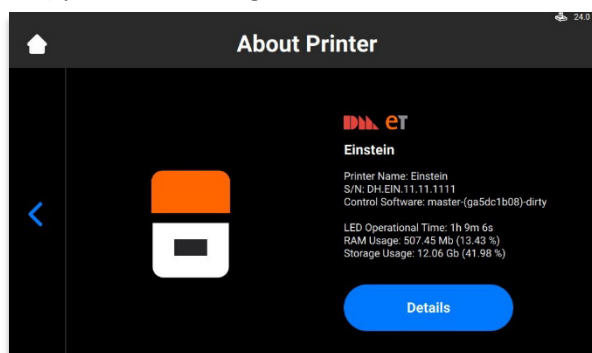 24.0
About Printer
DH eT
Einstein
Printer Name: Einstein
S/N: DH.EIN.11.11.1111
Control Software: master-(ga5dc1b08)-dirty
LED Operational Time: 1h 9m 6s
RAM Usage: 507.45 Mb (13.43 %)
Storage Usage: 12.06 Gb (41.98 %)
Details